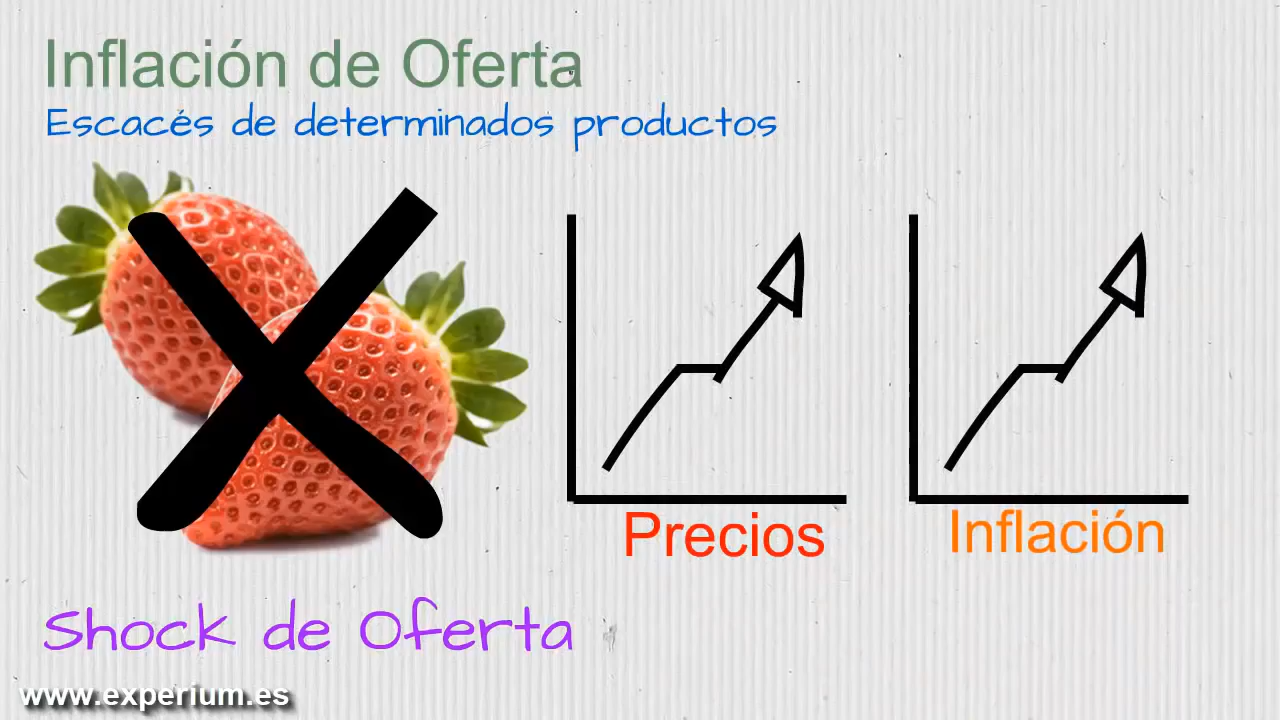 Inflación de Oferta
Escacés de determinados productos
Precios
Inflación
Shock de Oferta
www.experium.es